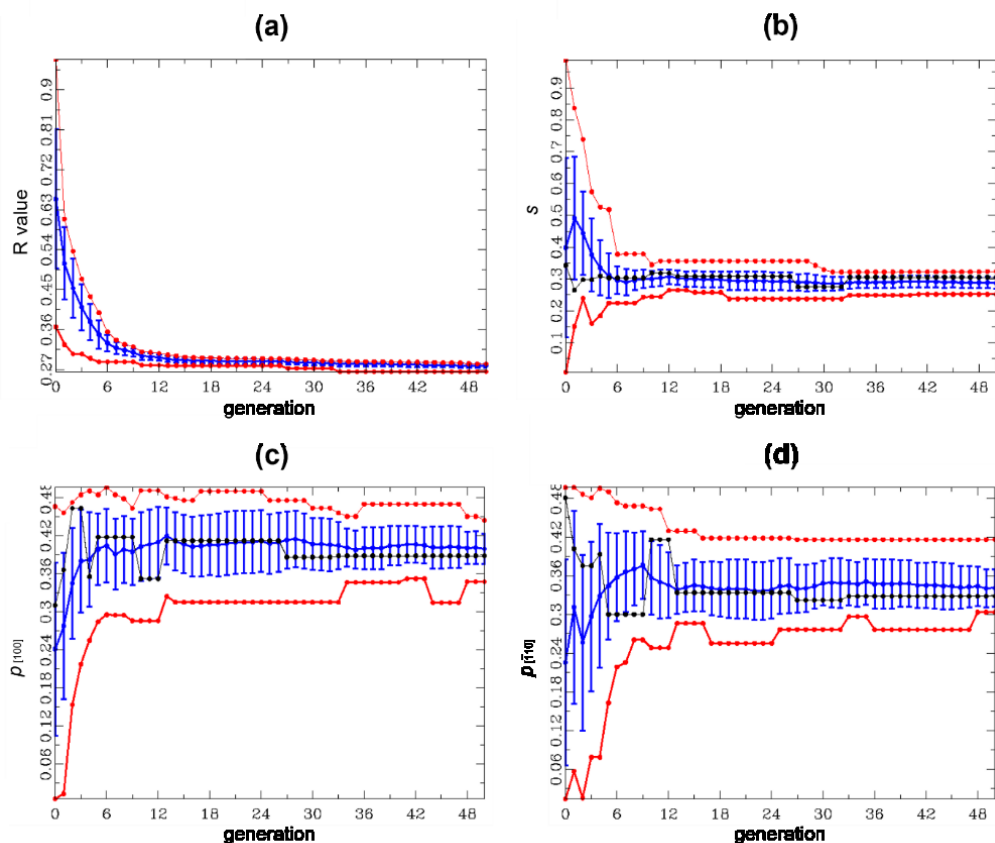 (a)
R value
0.27 0.36 0.45 0.54 0.63 0.72 0.81 0.9
0 6 12 18 24 30 36 42 48
generation
(b)
s
0 0.1 0.2 0.3 0.4 0.5 0.6 0.7 0.8 0.9
0 6 12 18 24 30 36 42 48
generation
(c)
p [100]
0.06 0.12 0.18 0.24 0.3 0.36 0.42 0.48
0 6 12 18 24 30 36 42 48
generation
(d)
p [1̄10]
0.06 0.12 0.18 0.24 0.3 0.36 0.42 0.48
0 6 12 18 24 30 36 42 48
generation